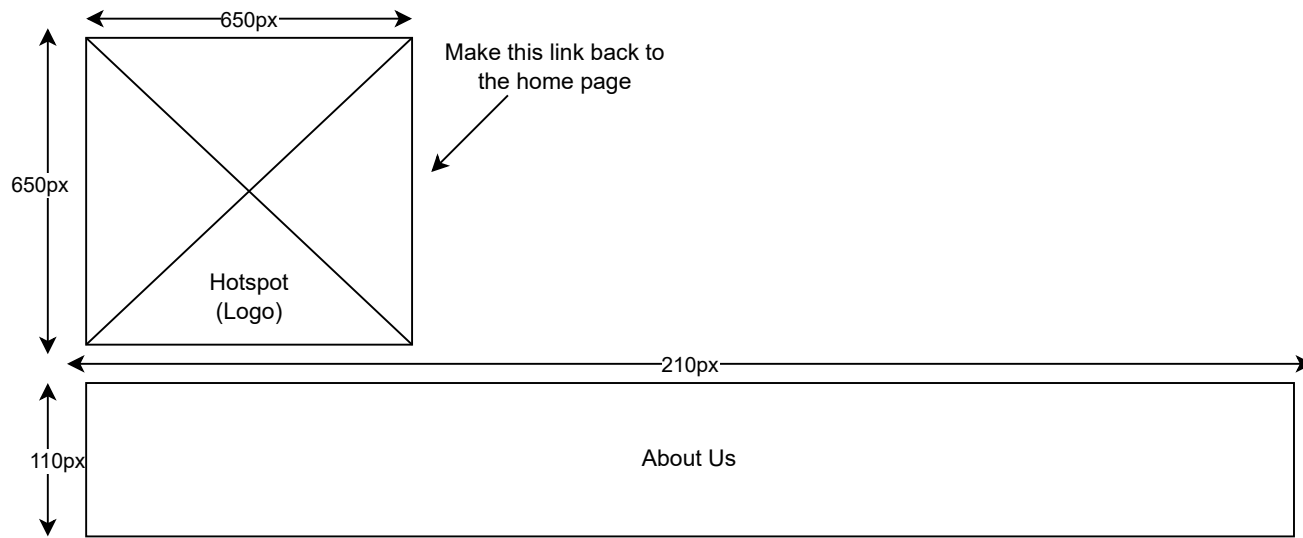 650px
Make this link back to
the home page
650px
Hotspot
(Logo)
210px
110px
About Us